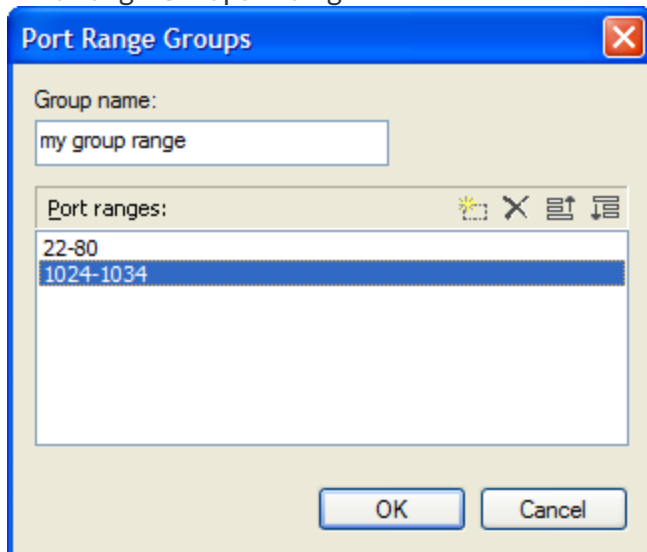 Port Range Groups
Group name:
my group range
Port ranges:
22-80
1024-1034
OK Cancel